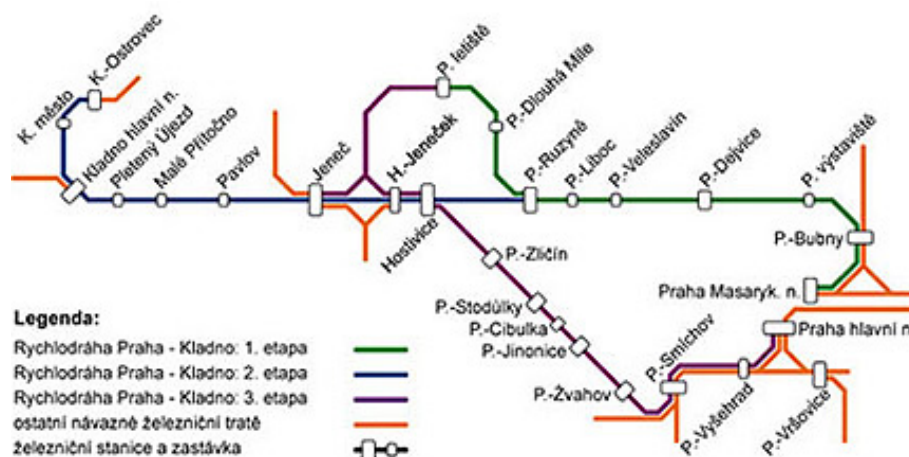 K. město
K.-Ostrovec
Kladno hlavní n.
Pletený Újezd
Malé Přítočno
Pavlov
Jeneč
H.-Jeneček
Hostivice
P. letiště
P.-Dlouhá Míle
P.-Ruzyně
P.-Liboc
P.-Veleslavín
P.-Dejvice
P. výstaviště
P.-Bubny
Praha Masaryk. n.
P.-Zličín
P.-Stodůlky
P.-Cibulka
P.-Jinonice
P.-Žvahov
P.-Smíchov
P.-Vyšehrad
Praha hlavní n.
P.-Vršovice
Legenda:
Rychlodráha Praha - Kladno: 1. etapa
Rychlodráha Praha - Kladno: 2. etapa
Rychlodráha Praha - Kladno: 3. etapa
ostatní návazné železniční tratě
železniční stanice a zastávka